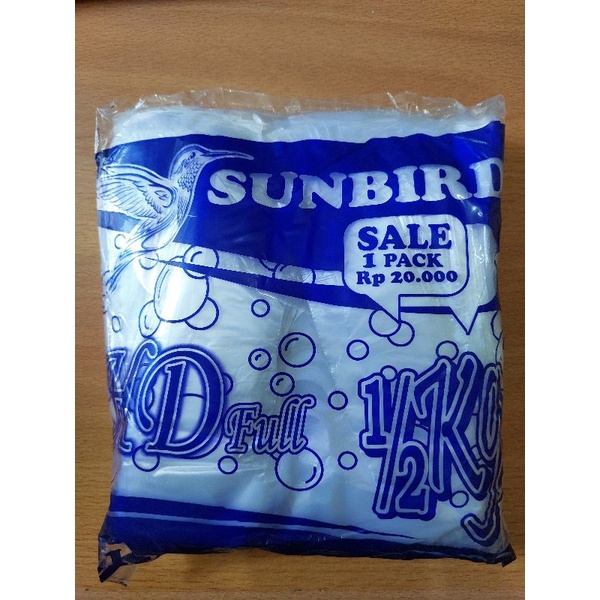 SUNBIRD
SALE
1 PACK
Rp 20.000
HD Full
1/2 Kg